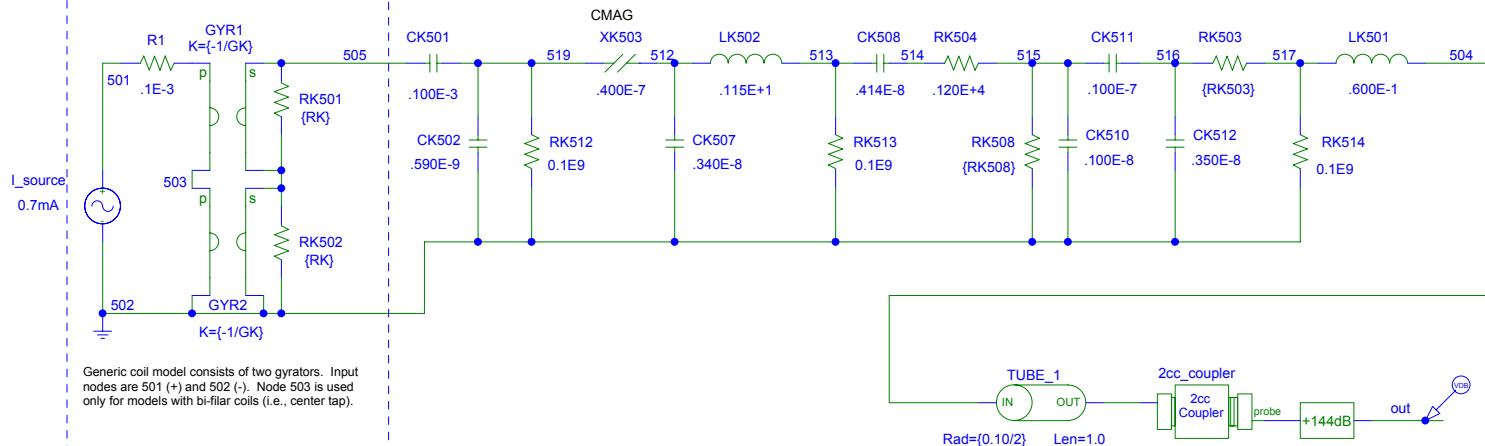 CMAG
R1
.1E-3
GYR1
K={-1/GK}
501
p
s
505
CK501
.100E-3
519
XK503
.400E-7
512
LK502
.115E+1
513
CK508
.414E-8
514
RK504
.120E+4
515
CK511
.100E-7
516
RK503
{RK503}
517
LK501
.600E-1
504
RK501
{RK}
CK502
.590E-9
RK512
0.1E9
CK507
.340E-8
RK513
0.1E9
RK508
{RK508}
CK510
.100E-8
CK512
.350E-8
RK514
0.1E9
I_source
0.7mA
+
-
503
p
s
RK502
{RK}
502
GYR2
K={-1/GK}
Generic coil model consists of two gyrators. Input
nodes are 501 (+) and 502 (-). Node 503 is used
only for models with bi-filar coils (i.e., center tap).
TUBE_1
IN
OUT
Rad={0.10/2}
Len=1.0
2cc_coupler
2cc
Coupler
probe
+144dB
out
VDB